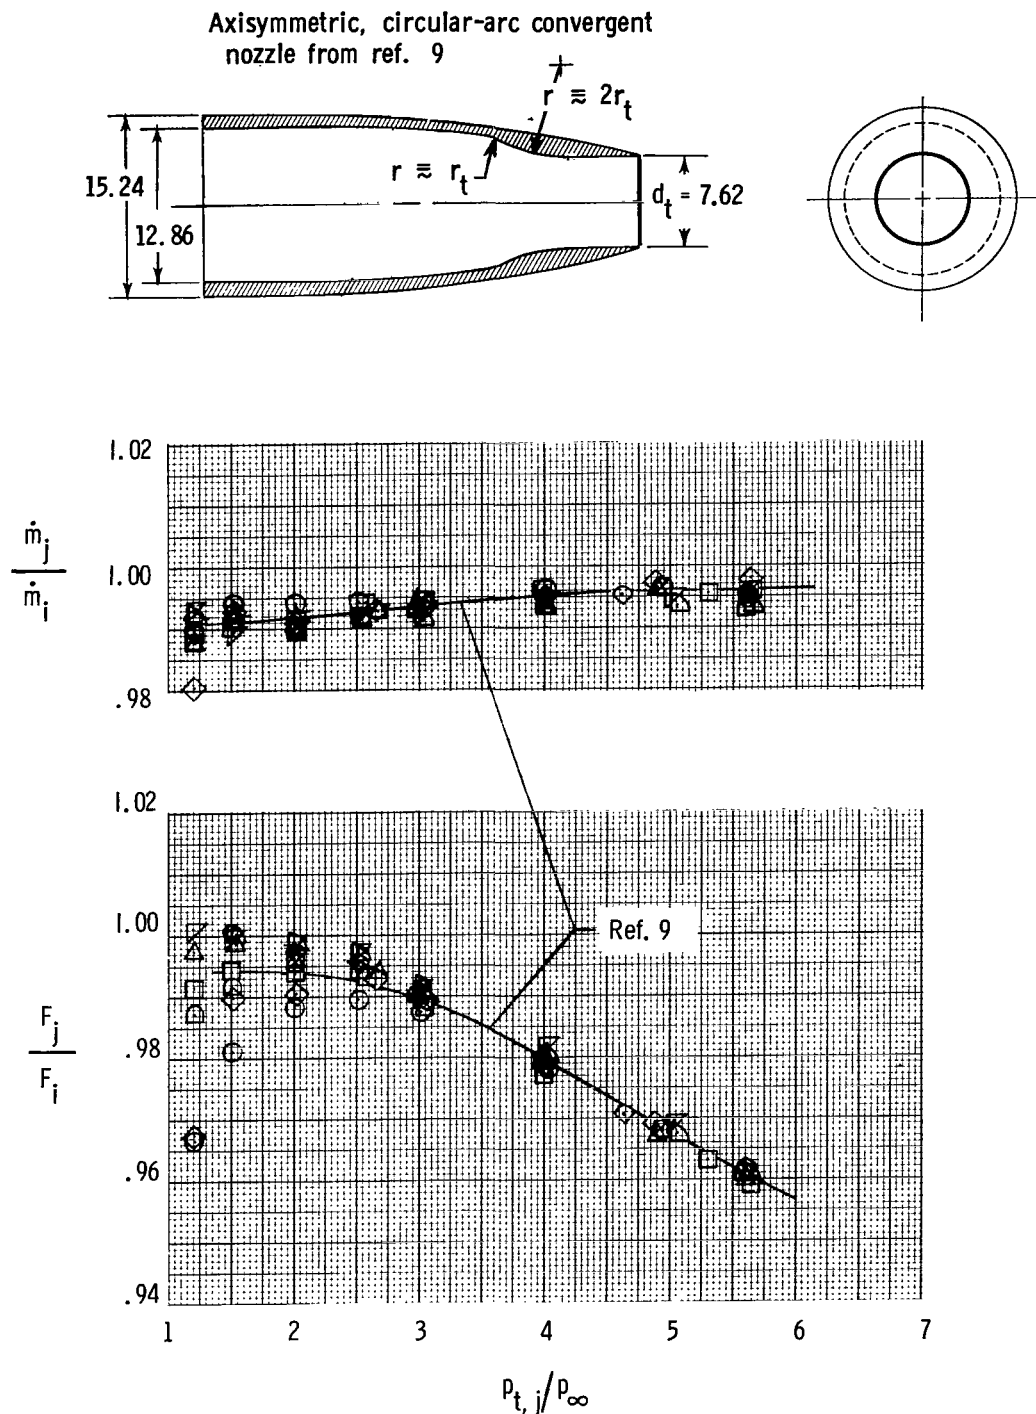 Axisymmetric, circular-arc convergent
nozzle from ref. 9
r ≡ 2r_t
r ≡ r_t
15.24
12.86
d_t = 7.62
1.02
1.00
.98
ṁ_j
ṁ_i
1.02
1.00
.98
.96
.94
F_j
F_i
Ref. 9
1 2 3 4 5 6 7
p_t, j/p_∞